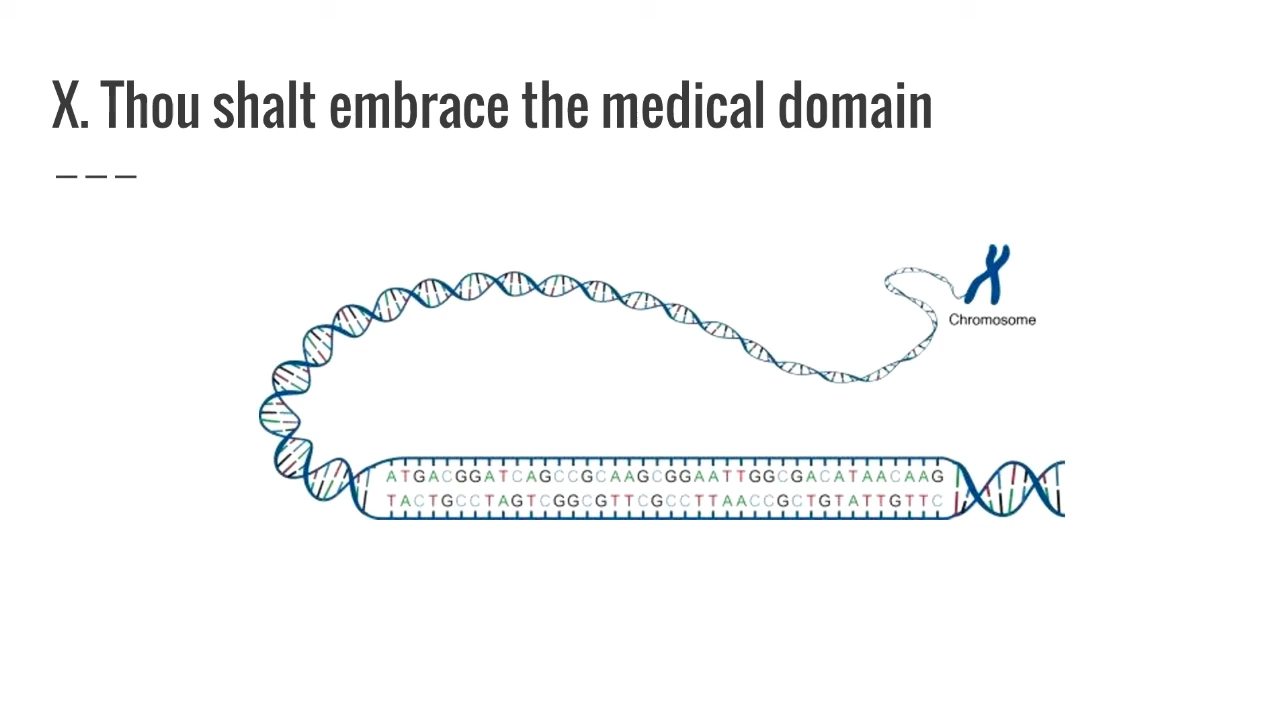 X. Thou shalt embrace the medical domain
Chromosome
ATGACGGATCAGCCGCAAGCGGAATTGGCGACATAACAAG
TACTGCCTAGTCGGCGTTCGCCTTAACCGCTGTATTGTTC